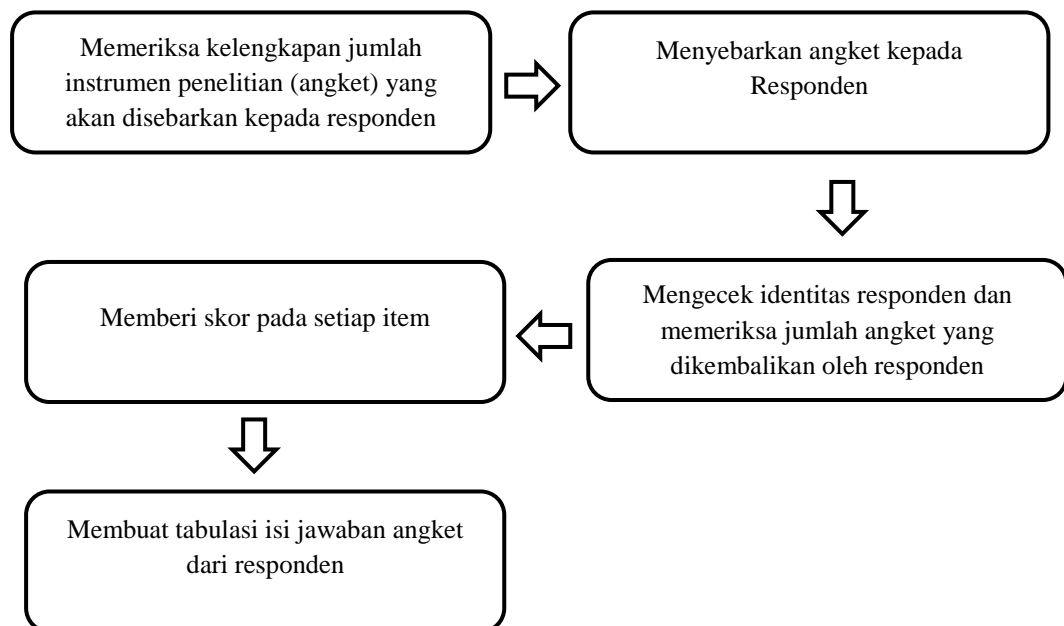 Memeriksa kelengkapan jumlah
instrumen penelitian (angket) yang
akan disebarkan kepada responden
Menyebarkan angket kepada
Responden
Mengecek identitas responden dan
memeriksa jumlah angket yang
dikembalikan oleh responden
Memberi skor pada setiap item
Membuat tabulasi isi jawaban angket
dari responden